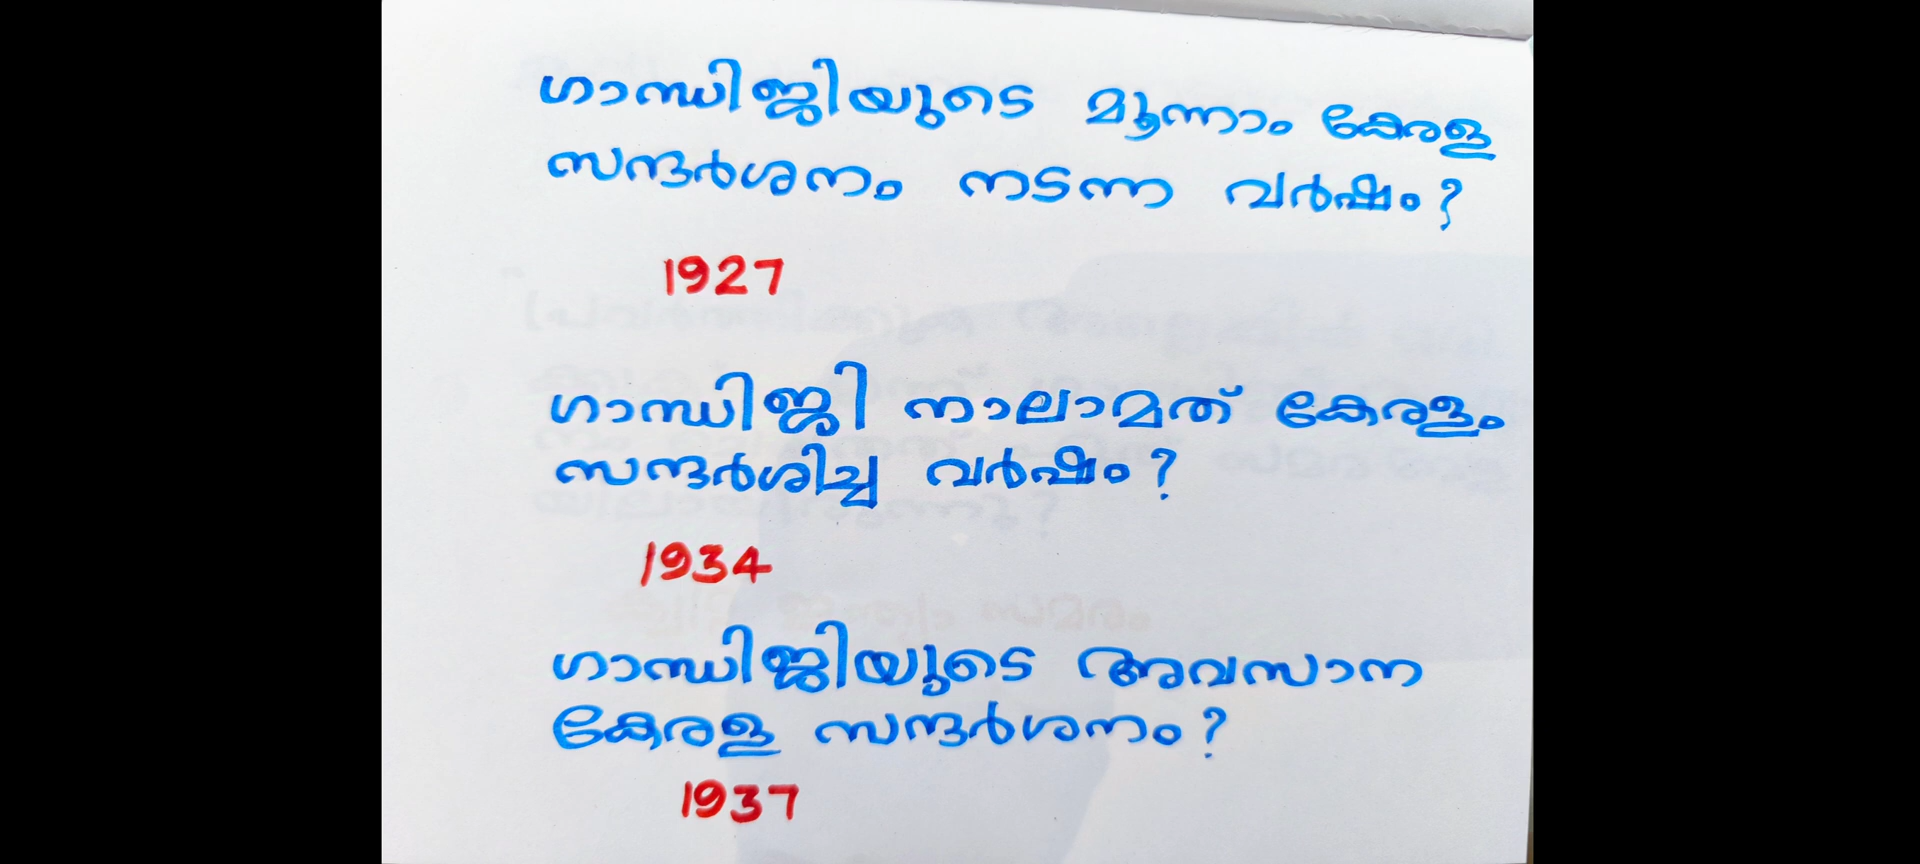 ഗാന്ധിജിയുടെ മൂന്നാം കേരള
സന്ദർശനം നടന്ന വർഷം?
1927
ഗാന്ധിജി നാലാമത് കേരളം
സന്ദർശിച്ച വർഷം?
1934
ഗാന്ധിജിയുടെ അവസാന
കേരള സന്ദർശനം?
1937